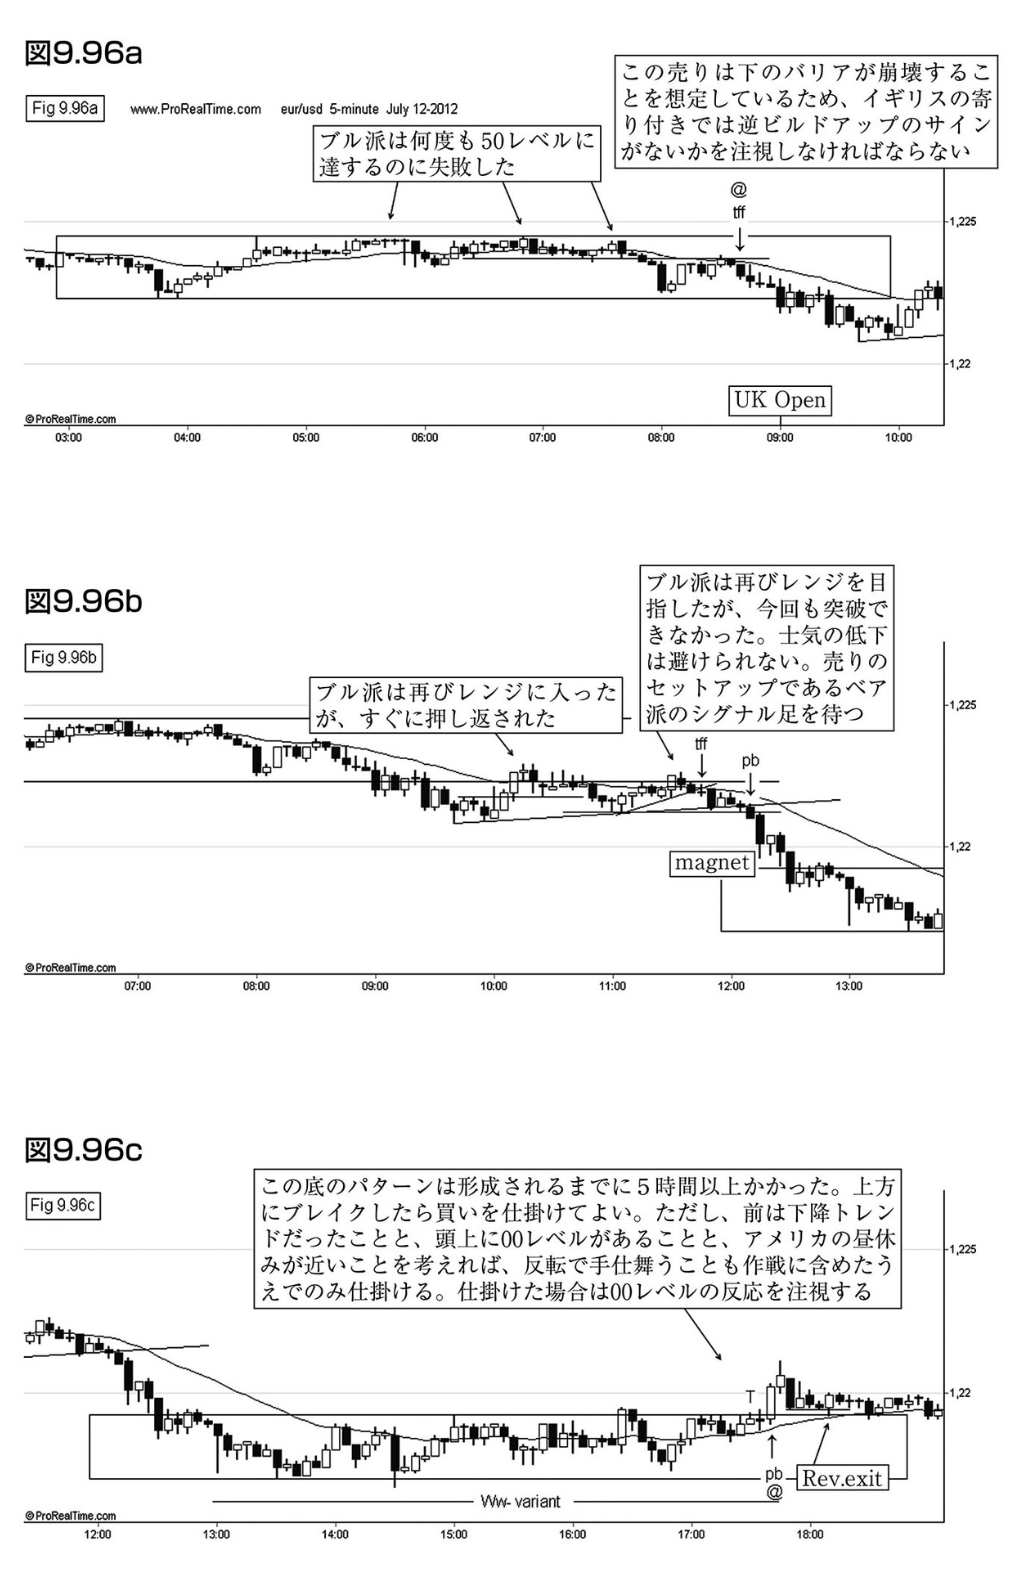 図9.96a
Fig 9.96a
www.ProRealTime.com eur/usd 5-minute July 12-2012
この売りは下のバリアが崩壊するこ
とを想定しているため、イギリスの寄
り付きでは逆ビルドアップのサイン
がないかを注視しなければならない
ブル派は何度も50レベルに
達するのに失敗した
@
tff
1,225
1,22
UK Open
©ProRealTime.com
03:00 04:00 05:00 06:00 07:00 08:00 09:00 10:00
図9.96b
Fig 9.96b
ブル派は再びレンジを目
指したが、今回も突破で
きなかった。士気の低下
は避けられない。売りの
セットアップであるベア
派のシグナル足を待つ
ブル派は再びレンジに入った
が、すぐに押し返された
1,225
tff
pb
1,22
magnet
©ProRealTime.com
07:00 08:00 09:00 10:00 11:00 12:00 13:00
図9.96c
Fig 9.96c
この底のパターンは形成されるまでに5時間以上かかった。上方
にブレイクしたら買いを仕掛けてよい。ただし、前は下降トレン
ドだったことと、頭上に00レベルがあることと、アメリカの昼休
みが近いことを考えれば、反転で手仕舞うことも作戦に含めたう
えでのみ仕掛ける。仕掛けた場合は00レベルの反応を注視する
1,225
T
1,22
pb
@
Rev.exit
Ww-variant
©ProRealTime.com
12:00 13:00 14:00 15:00 16:00 17:00 18:00